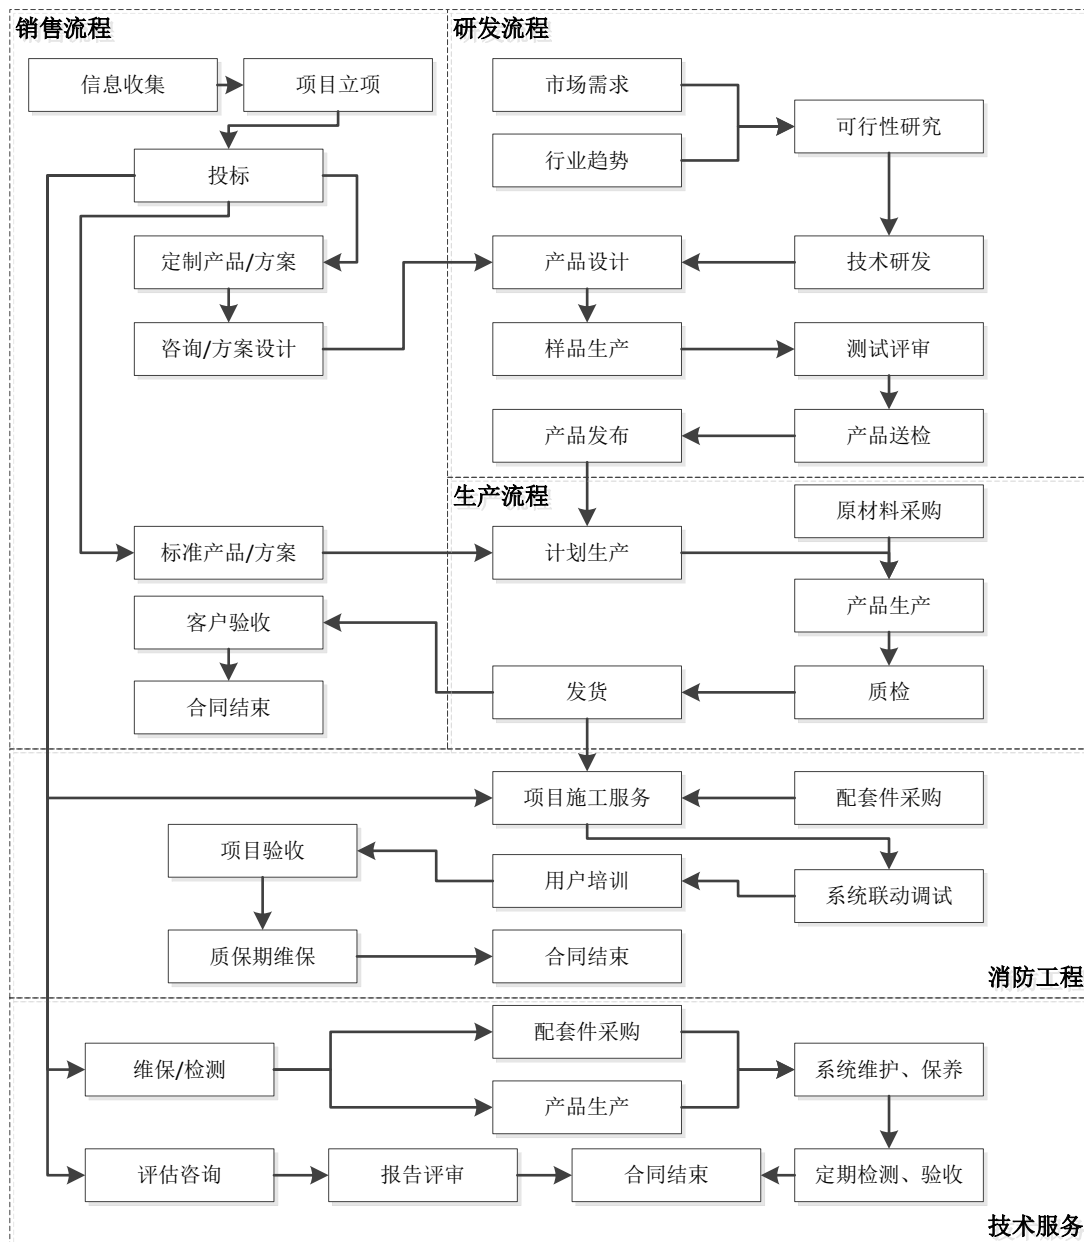 销售流程
信息收集
项目立项
投标
定制产品/方案
咨询/方案设计
标准产品/方案
客户验收
合同结束
研发流程
市场需求
行业趋势
可行性研究
技术研发
产品设计
样品生产
测试评审
产品送检
产品发布
生产流程
原材料采购
计划生产
产品生产
质检
发货
项目施工服务
配套件采购
系统联动调试
用户培训
项目验收
质保期维保
合同结束
消防工程
维保/检测
配套件采购
产品生产
系统维护、保养
评估咨询
报告评审
合同结束
定期检测、验收
技术服务